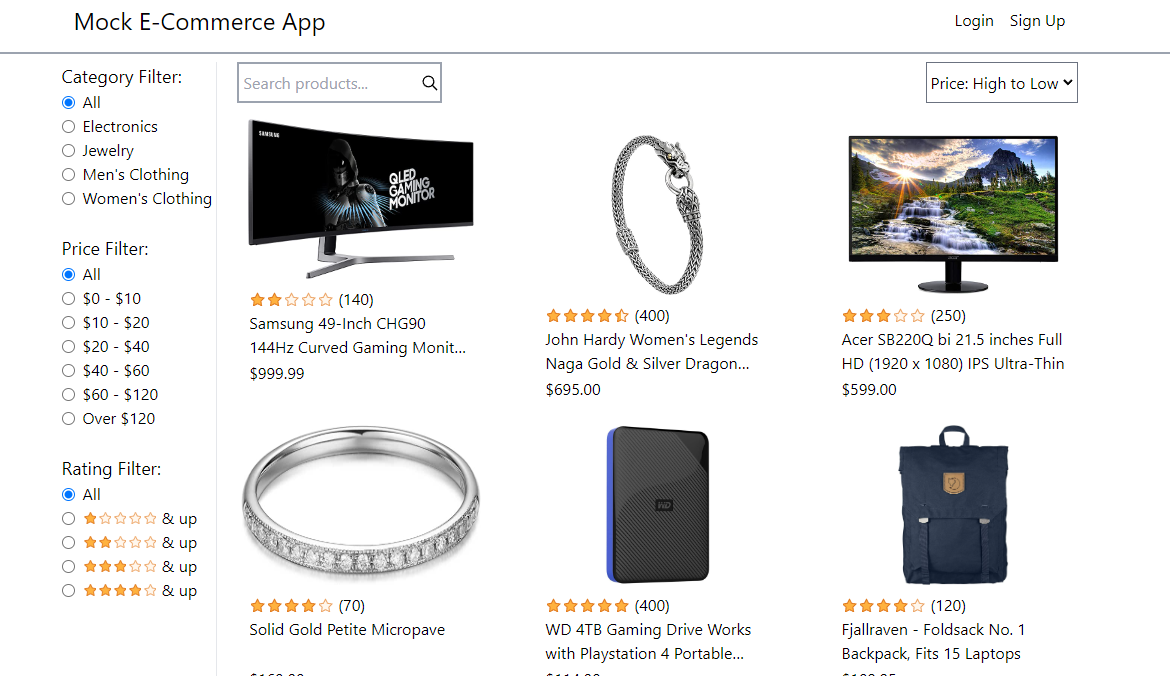 Mock E-Commerce App
Login
Sign Up
Category Filter:
All
Electronics
Jewelry
Men's Clothing
Women's Clothing
Price Filter:
All
$0 - $10
$10 - $20
$20 - $40
$40 - $60
$60 - $120
Over $120
Rating Filter:
All
& up
& up
& up
& up
Search products...
Price: High to Low
SAMSUNG
QLED
GAMING
MONITOR
(140)
Samsung 49-Inch CHG90
144Hz Curved Gaming Monit...
$999.99
(400)
John Hardy Women's Legends
Naga Gold & Silver Dragon...
$695.00
acer
(250)
Acer SB220Q bi 21.5 inches Full
HD (1920 x 1080) IPS Ultra-Thin
$599.00
(70)
Solid Gold Petite Micropave
WD
(400)
WD 4TB Gaming Drive Works
with Playstation 4 Portable...
(120)
Fjallraven - Foldsack No. 1
Backpack, Fits 15 Laptops